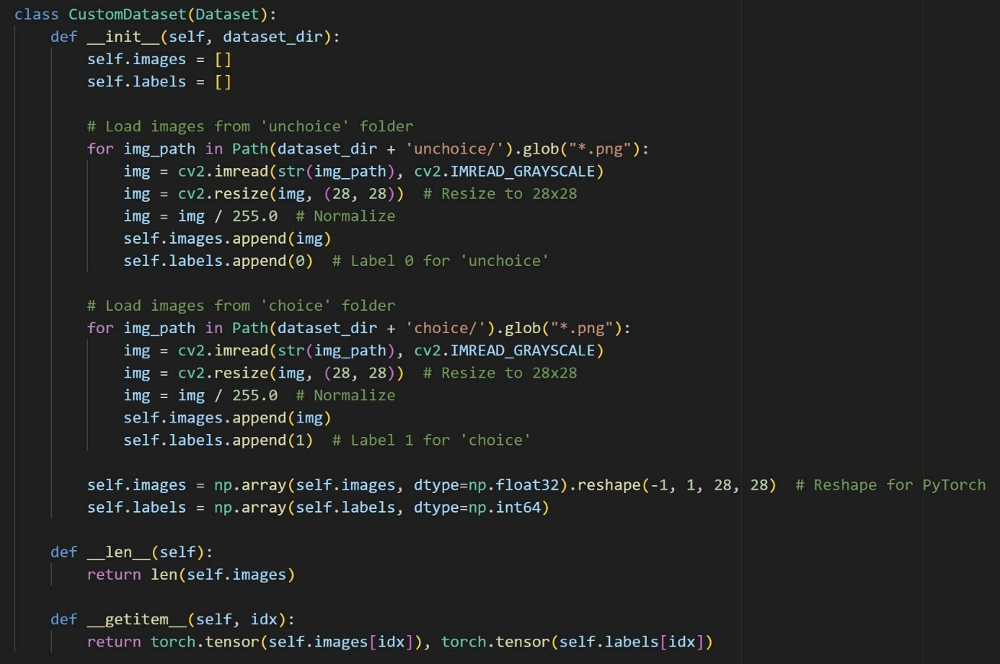 class CustomDataset(Dataset):
    def __init__(self, dataset_dir):
        self.images = []
        self.labels = []

        # Load images from 'unchoice' folder
        for img_path in Path(dataset_dir + 'unchoice/').glob("*.png"):
            img = cv2.imread(str(img_path), cv2.IMREAD_GRAYSCALE)
            img = cv2.resize(img, (28, 28))  # Resize to 28x28
            img = img / 255.0  # Normalize
            self.images.append(img)
            self.labels.append(0)  # Label 0 for 'unchoice'

        # Load images from 'choice' folder
        for img_path in Path(dataset_dir + 'choice/').glob("*.png"):
            img = cv2.imread(str(img_path), cv2.IMREAD_GRAYSCALE)
            img = cv2.resize(img, (28, 28))  # Resize to 28x28
            img = img / 255.0  # Normalize
            self.images.append(img)
            self.labels.append(1)  # Label 1 for 'choice'

        self.images = np.array(self.images, dtype=np.float32).reshape(-1, 1, 28, 28)  # Reshape for PyTorch
        self.labels = np.array(self.labels, dtype=np.int64)

    def __len__(self):
        return len(self.images)

    def __getitem__(self, idx):
        return torch.tensor(self.images[idx]), torch.tensor(self.labels[idx])